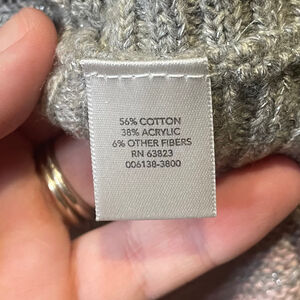 56% COTTON
38% ACRYLIC
6% OTHER FIBERS
RN 63823
006138-3800